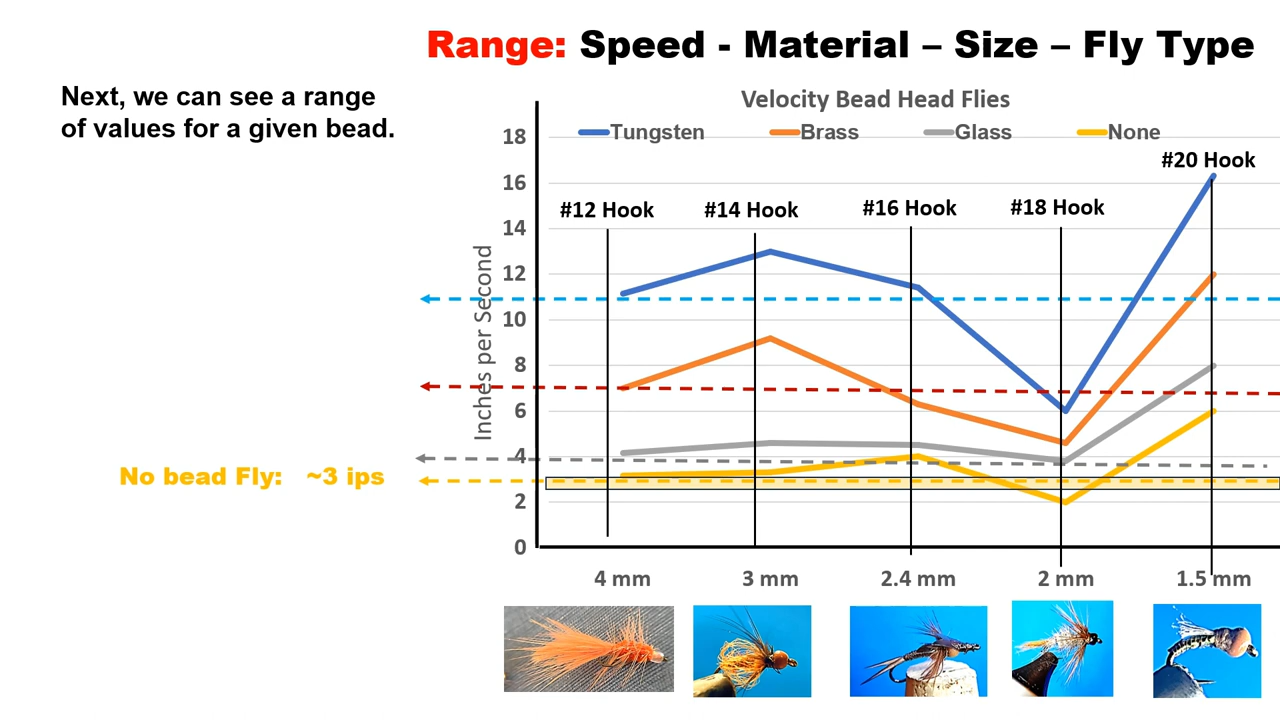 Range: Speed - Material – Size – Fly Type
Next, we can see a range
of values for a given bead.
Velocity Bead Head Flies
Tungsten Brass Glass None
18
16
14
12
10
8
6
4
2
0
Inches per Second
#12 Hook #14 Hook #16 Hook #18 Hook #20 Hook
No bead Fly: ~3 ips
4 mm 3 mm 2.4 mm 2 mm 1.5 mm